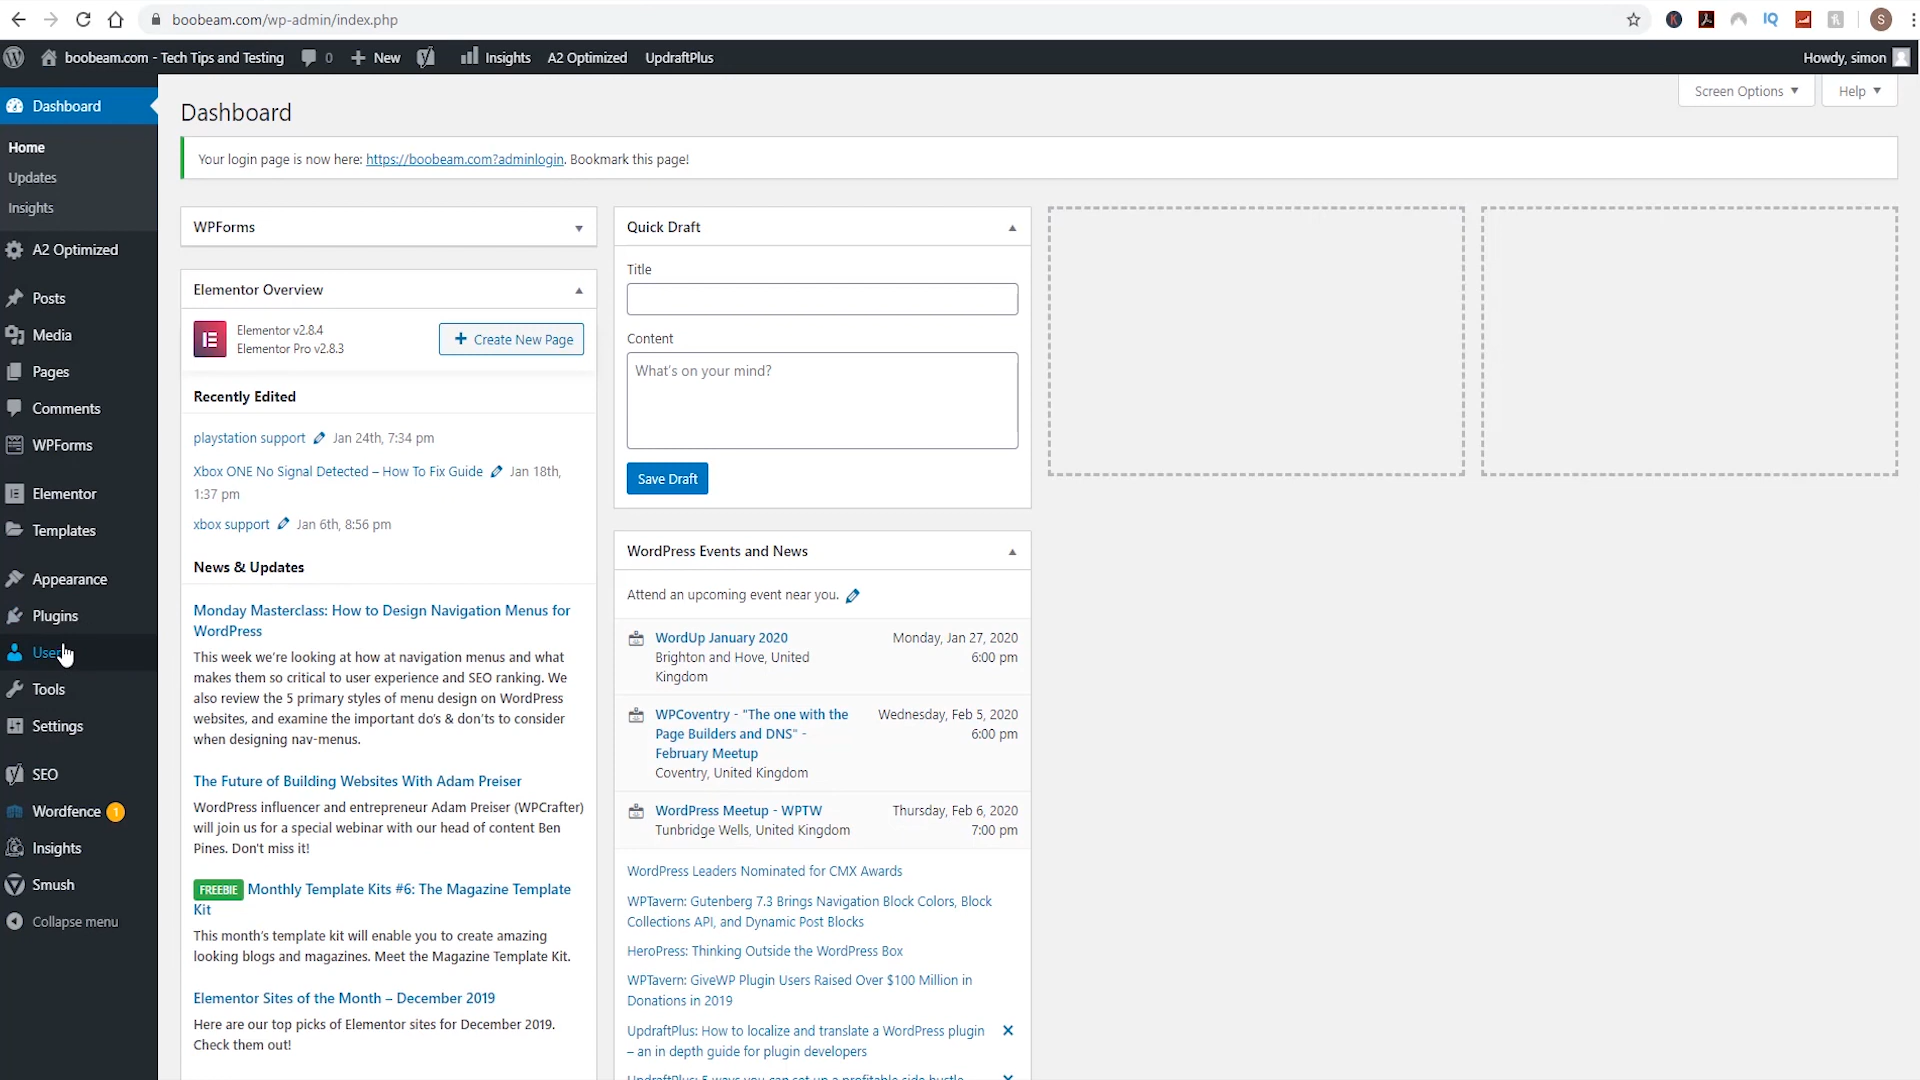 boobeam.com/wp-admin/index.php
IQ
S
boobeam.com - Tech Tips and Testing
0
New
Insights
A2 Optimized
UpdraftPlus
Howdy, simon
Dashboard
Home
Updates
Insights
A2 Optimized
Posts
Media
Pages
Comments
WPForms
Elementor
Templates
Appearance
Plugins
Tools
Settings
SEO
Wordfence 1
Insights
Smush
Collapse menu
Screen Options
Help
Dashboard
Your login page is now here: https://boobeam.com?adminlogin. Bookmark this page!
WPForms
Elementor Overview
Elementor v2.8.4
Elementor Pro v2.8.3
Create New Page
Recently Edited
playstation support Jan 24th, 7:34 pm
Xbox ONE No Signal Detected – How To Fix Guide Jan 18th,
1:37 pm
xbox support Jan 6th, 8:56 pm
News & Updates
Monday Masterclass: How to Design Navigation Menus for
WordPress
This week we're looking at how at navigation menus and what
makes them so critical to user experience and SEO ranking. We
also review the 5 primary styles of menu design on WordPress
websites, and examine the important do's & don'ts to consider
when designing nav-menus.
The Future of Building Websites With Adam Preiser
WordPress influencer and entrepreneur Adam Preiser (WPCrafter)
will join us for a special webinar with our head of content Ben
Pines. Don't miss it!
FREEBIE Monthly Template Kits #6: The Magazine Template
Kit
This month's template kit will enable you to create amazing
looking blogs and magazines. Meet the Magazine Template Kit.
Elementor Sites of the Month – December 2019
Here are our top picks of Elementor sites for December 2019.
Check them out!
Quick Draft
Title
Content
What's on your mind?
Save Draft
WordPress Events and News
Attend an upcoming event near you.
WordUp January 2020 Monday, Jan 27, 2020
Brighton and Hove, United 6:00 pm
Kingdom
WPCoventry - "The one with the Wednesday, Feb 5, 2020
Page Builders and DNS" - 6:00 pm
February Meetup
Coventry, United Kingdom
WordPress Meetup - WPTW Thursday, Feb 6, 2020
Tunbridge Wells, United Kingdom 7:00 pm
WordPress Leaders Nominated for CMX Awards
WPTavern: Gutenberg 7.3 Brings Navigation Block Colors, Block
Collections API, and Dynamic Post Blocks
HeroPress: Thinking Outside the WordPress Box
WPTavern: GiveWP Plugin Users Raised Over $100 Million in
Donations in 2019
UpdraftPlus: How to localize and translate a WordPress plugin
– an in depth guide for plugin developers